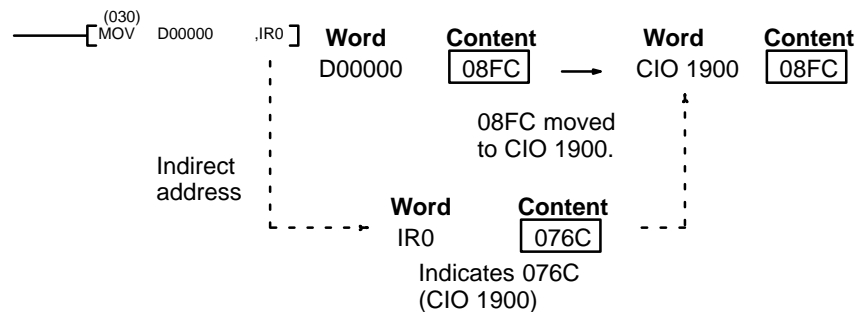 (030)
MOV D00000 ,IR0
Word Content Word Content
D00000 08FC CIO 1900 08FC
08FC moved
to CIO 1900.
Indirect
address
Word Content
IR0 076C
Indicates 076C
(CIO 1900)